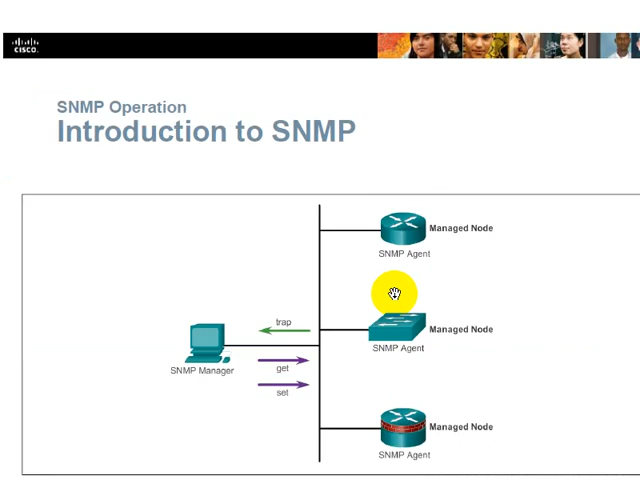 CISCO.
SNMP Operation
Introduction to SNMP
Managed Node
SNMP Agent
trap
Managed Node
SNMP Agent
SNMP Manager
get
set
Managed Node
SNMP Agent